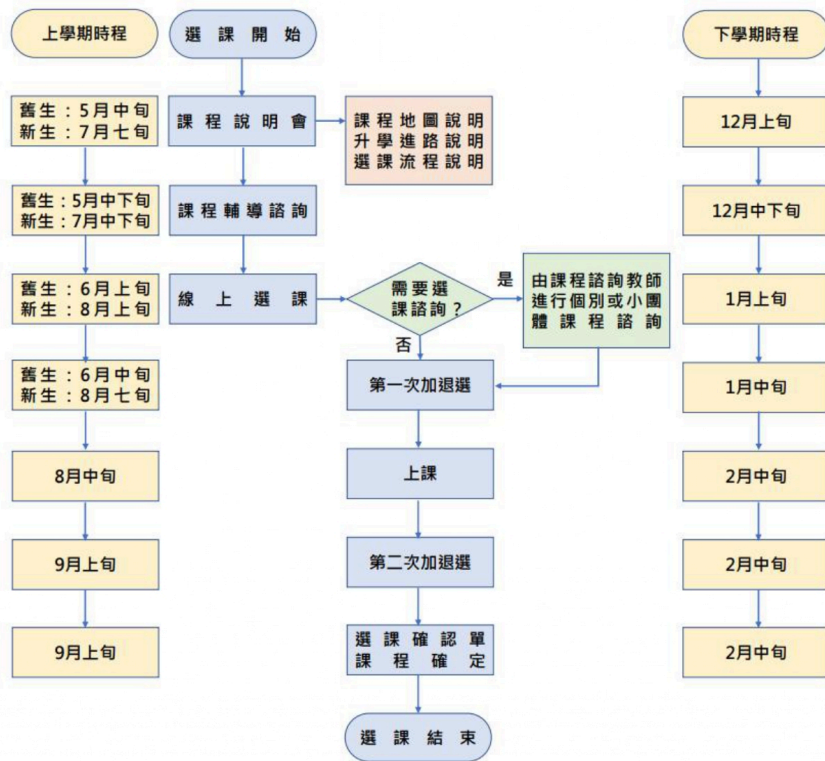 上學期時程
選課開始
下學期時程
舊生：5月中旬
新生：7月七旬
課程說明會
課程地圖說明
升學進路說明
選課流程說明
12月上旬
舊生：5月中下旬
新生：7月中下旬
課程輔導諮詢
12月中下旬
舊生：6月上旬
新生：8月上旬
線上選課
需要選
課諮詢？
是
由課程諮詢教師
進行個別或小團
體課程諮詢
1月上旬
否
舊生：6月中旬
新生：8月七旬
第一次加退選
1月中旬
8月中旬
上課
2月中旬
9月上旬
第二次加退選
2月中旬
9月上旬
選課確認單
課程確定
2月中旬
選課結束